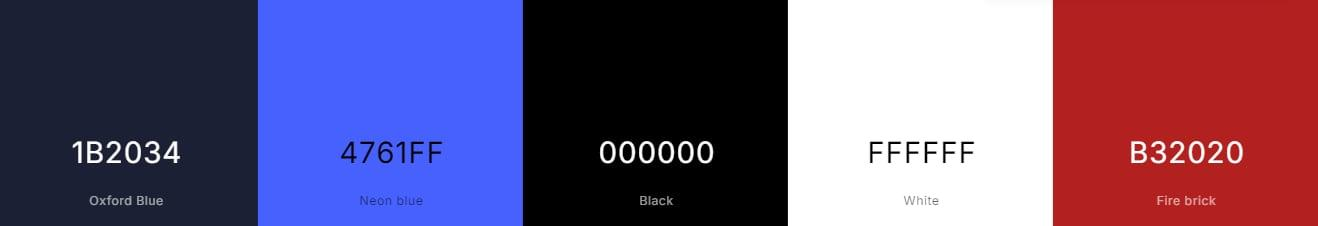 1B2034 4761FF 000000 FFFFFF B32020
Oxford Blue Neon blue Black White Fire brick